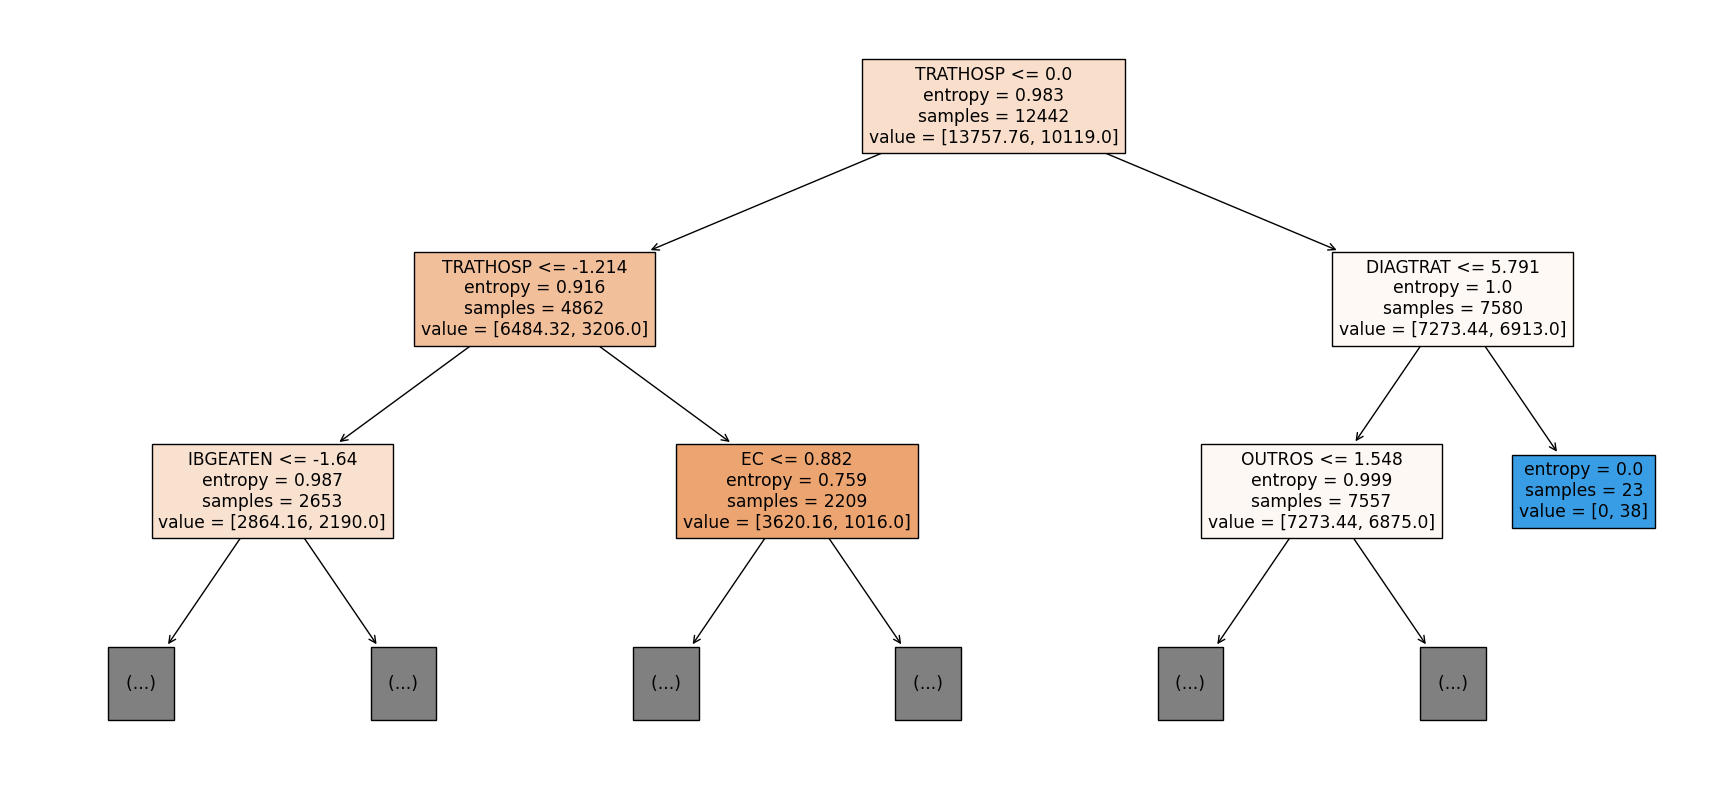 TRATHOSP <= 0.0
entropy = 0.983
samples = 12442
value = [13757.76, 10119.0]
TRATHOSP <= -1.214
entropy = 0.916
samples = 4862
value = [6484.32, 3206.0]
DIAGTRAT <= 5.791
entropy = 1.0
samples = 7580
value = [7273.44, 6913.0]
IBGEATEN <= -1.64
entropy = 0.987
samples = 2653
value = [2864.16, 2190.0]
EC <= 0.882
entropy = 0.759
samples = 2209
value = [3620.16, 1016.0]
OUTROS <= 1.548
entropy = 0.999
samples = 7557
value = [7273.44, 6875.0]
entropy = 0.0
samples = 23
value = [0, 38]
(...)
(...)
(...)
(...)
(...)
(...)